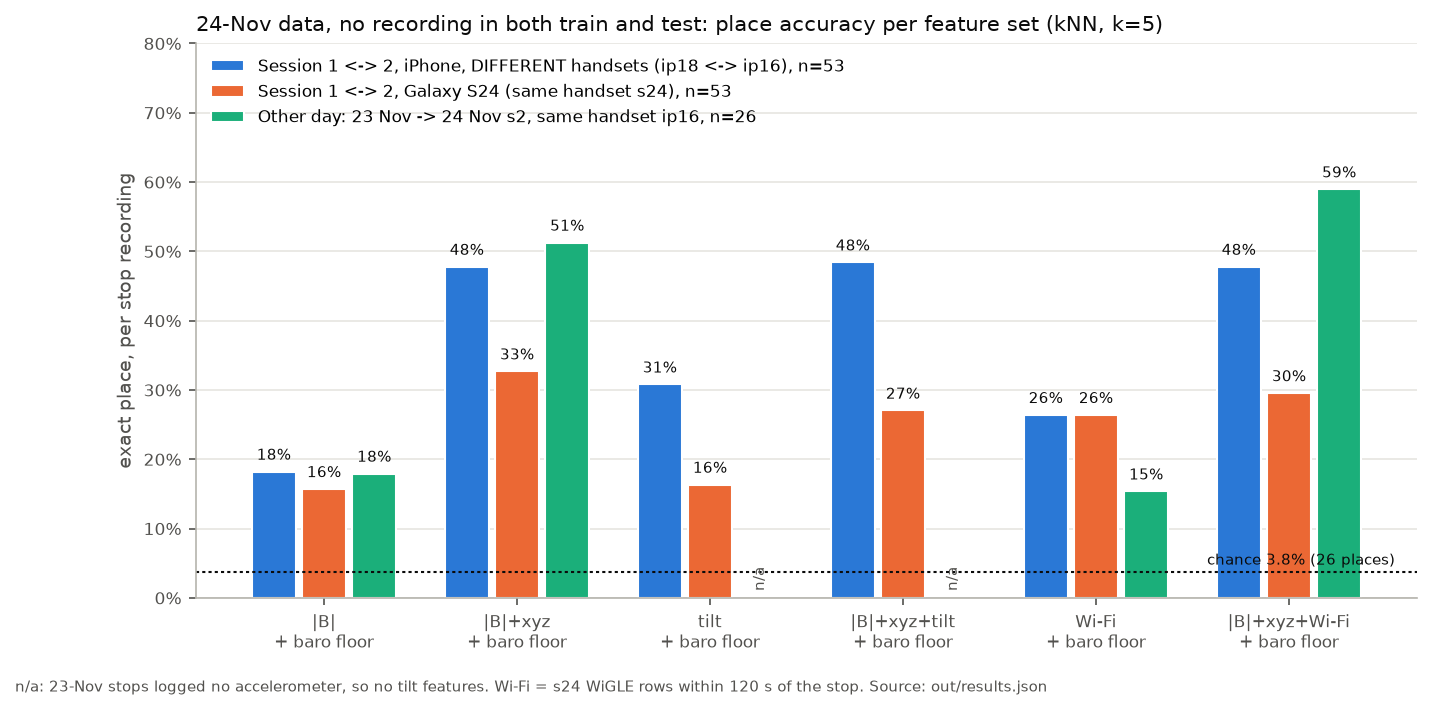 24-Nov data, no recording in both train and test: place accuracy per feature set (kNN, k=5)
Session 1 <-> 2, iPhone, DIFFERENT handsets (ip18 <-> ip16), n=53
Session 1 <-> 2, Galaxy S24 (same handset s24), n=53
Other day: 23 Nov -> 24 Nov s2, same handset ip16, n=26
exact place, per stop recording
80%
70%
60%
50%
40%
30%
20%
10%
0%
18%
16%
18%
48%
33%
51%
31%
16%
n/a
48%
27%
n/a
26%
26%
15%
48%
30%
59%
chance 3.8% (26 places)
|B|
+ baro floor
|B|+xyz
+ baro floor
tilt
+ baro floor
|B|+xyz+tilt
+ baro floor
Wi-Fi
+ baro floor
|B|+xyz+Wi-Fi
+ baro floor
n/a: 23-Nov stops logged no accelerometer, so no tilt features. Wi-Fi = s24 WiGLE rows within 120 s of the stop. Source: out/results.json